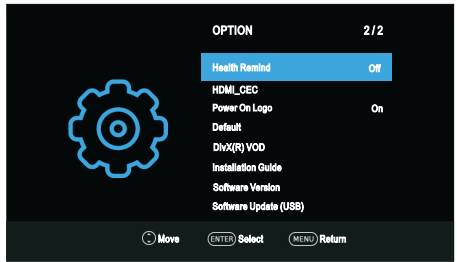 OPTION 2 / 2
Health Remind Off
HDMI_CEC
Power On Logo On
Default
DivX(R) VOD
Installation Guide
Software Version
Software Update (USB)
Move ENTER Select MENU Return